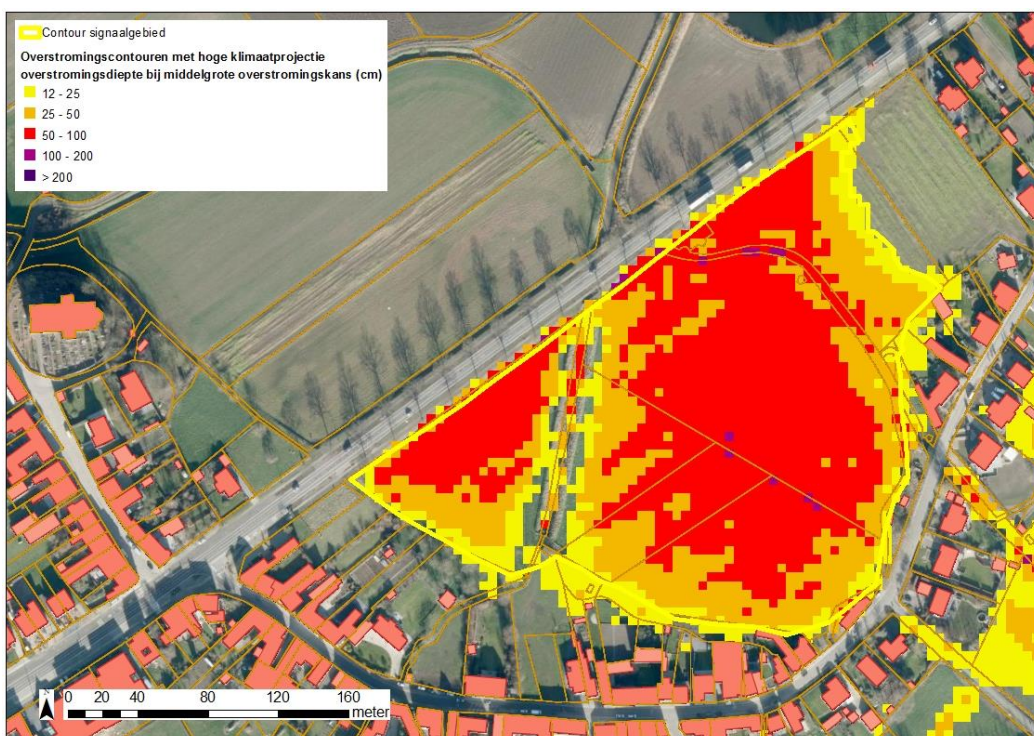 Contour signaalgebied
Overstromingscontouren met hoge klimaatprojectie
overstromingsdiepte bij middelgrote overstromingskans (cm)
12 - 25
25 - 50
50 - 100
100 - 200
> 200
0 20 40 80 120 160
meter